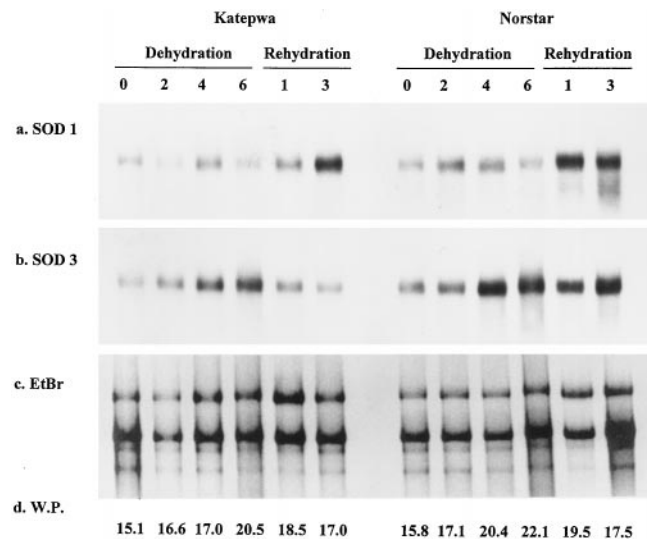 Katepwa Norstar
Dehydration Rehydration Dehydration Rehydration
0 2 4 6 1 3 0 2 4 6 1 3
a. SOD 1
b. SOD 3
c. EtBr
d. W.P.
15.1 16.6 17.0 20.5 18.5 17.0 15.8 17.1 20.4 22.1 19.5 17.5